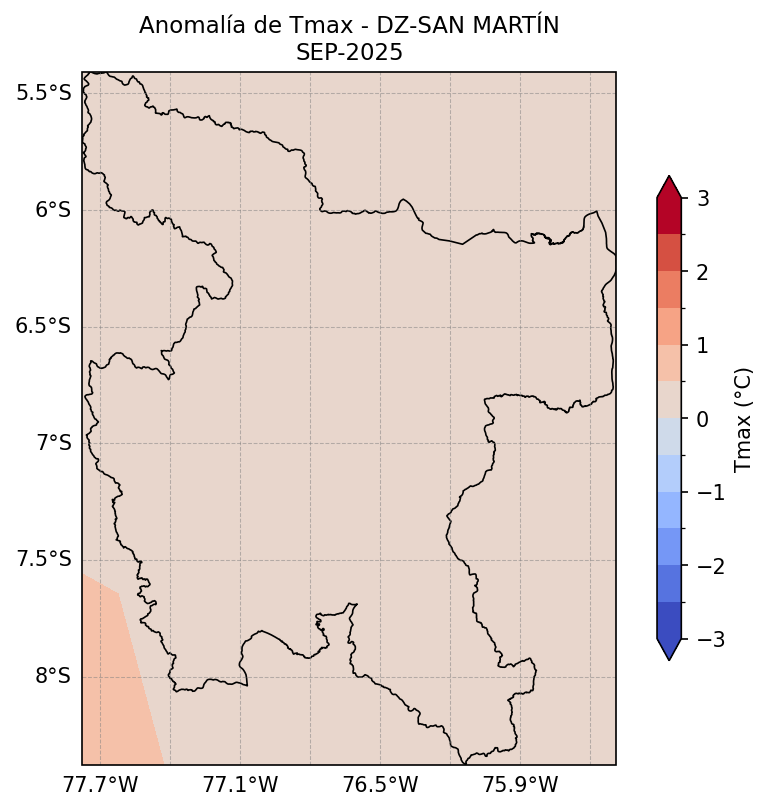 Anomalía de Tmax - DZ-SAN MARTÍN
SEP-2025
5.5°S
6°S
6.5°S
7°S
7.5°S
8°S
77.7°W
77.1°W
76.5°W
75.9°W
3
2
1
0
−1
−2
−3
Tmax (°C)